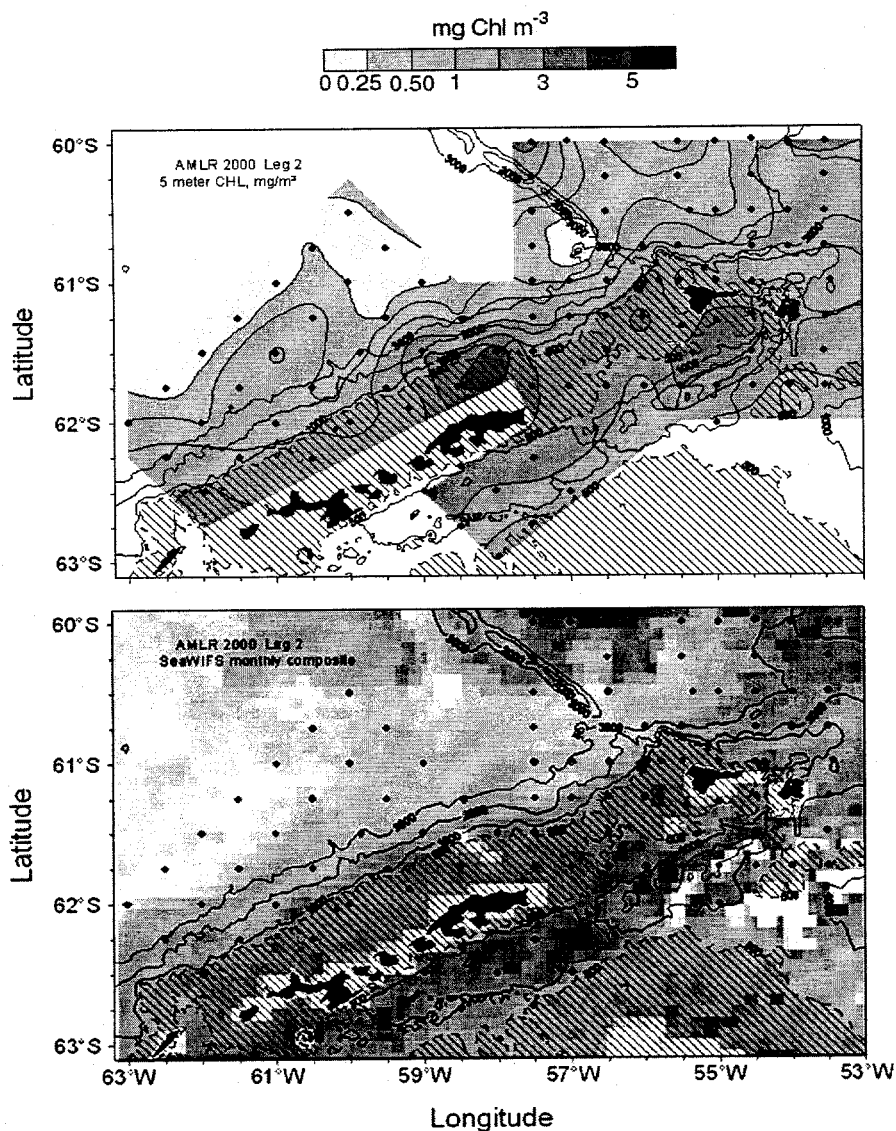 mg Chl m⁻³
0 0.25 0.50 1 3 5
60°S
AMLR 2000 Leg 2
5 meter CHL, mg/m³
61°S
Latitude
62°S
63°S
60°S
AMLR 2000 Leg 2
SeaWIFS monthly composite
61°S
Latitude
62°S
63°S
63°W 61°W 59°W 57°W 55°W 53°W
Longitude